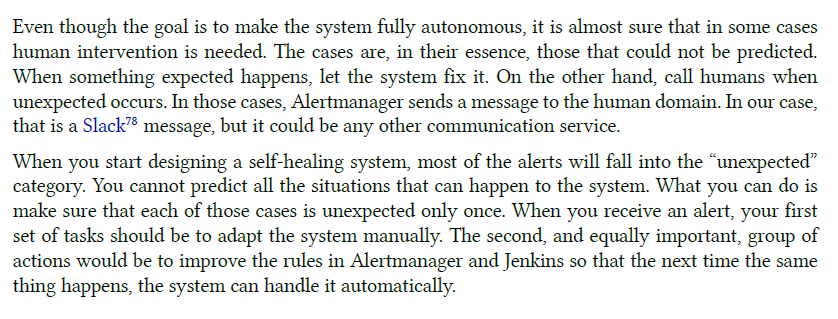 Even though the goal is to make the system fully autonomous, it is almost sure that in some cases
human intervention is needed. The cases are, in their essence, those that could not be predicted.
When something expected happens, let the system fix it. On the other hand, call humans when
unexpected occurs. In those cases, Alertmanager sends a message to the human domain. In our case,
that is a Slack⁷⁸ message, but it could be any other communication service.
When you start designing a self-healing system, most of the alerts will fall into the “unexpected”
category. You cannot predict all the situations that can happen to the system. What you can do is
make sure that each of those cases is unexpected only once. When you receive an alert, your first
set of tasks should be to adapt the system manually. The second, and equally important, group of
actions would be to improve the rules in Alertmanager and Jenkins so that the next time the same
thing happens, the system can handle it automatically.